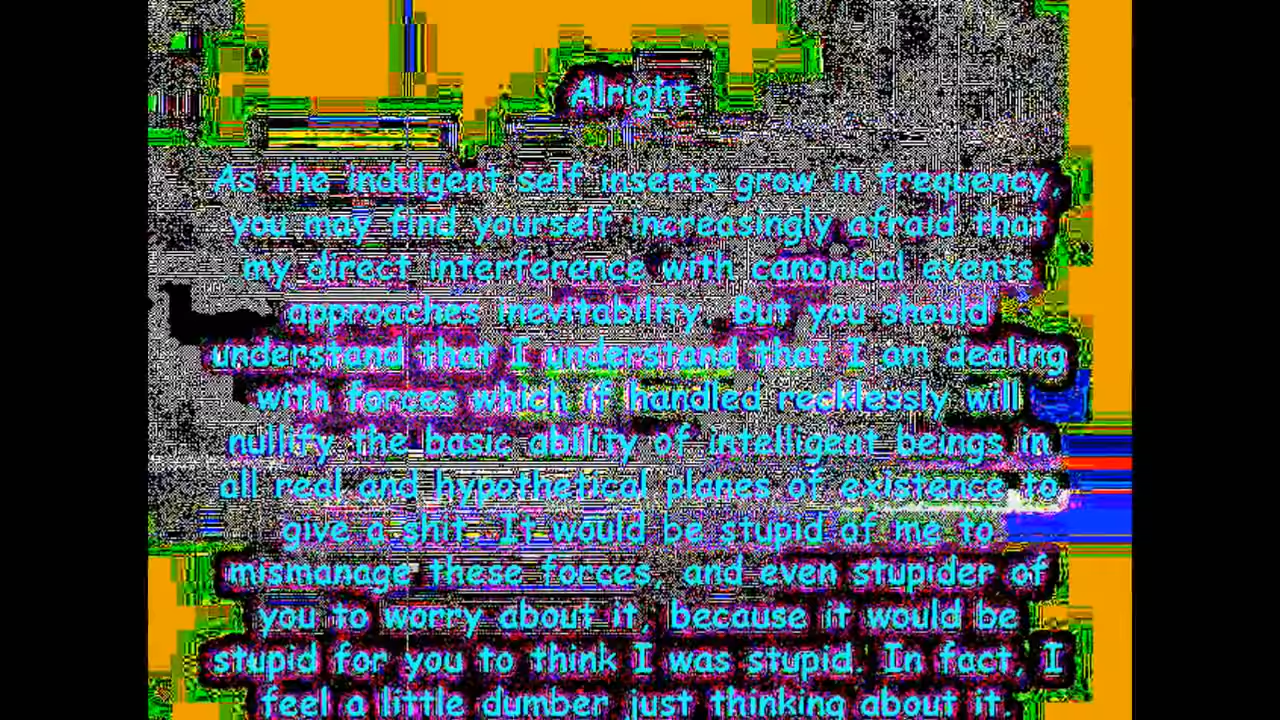 Alright.
As the indulgent self inserts grow in frequency,
you may find yourself increasingly afraid that
my direct interference with canonical events
approaches inevitability. But you should
understand that I understand that I am dealing
with forces which if handled recklessly will
nullify the basic ability of intelligent beings in
all real and hypothetical planes of existence to
give a shit. It would be stupid of me to
mismanage these forces, and even stupider of
you to worry about it, because it would be
stupid for you to think I was stupid. In fact, I
feel a little dumber just thinking about it.